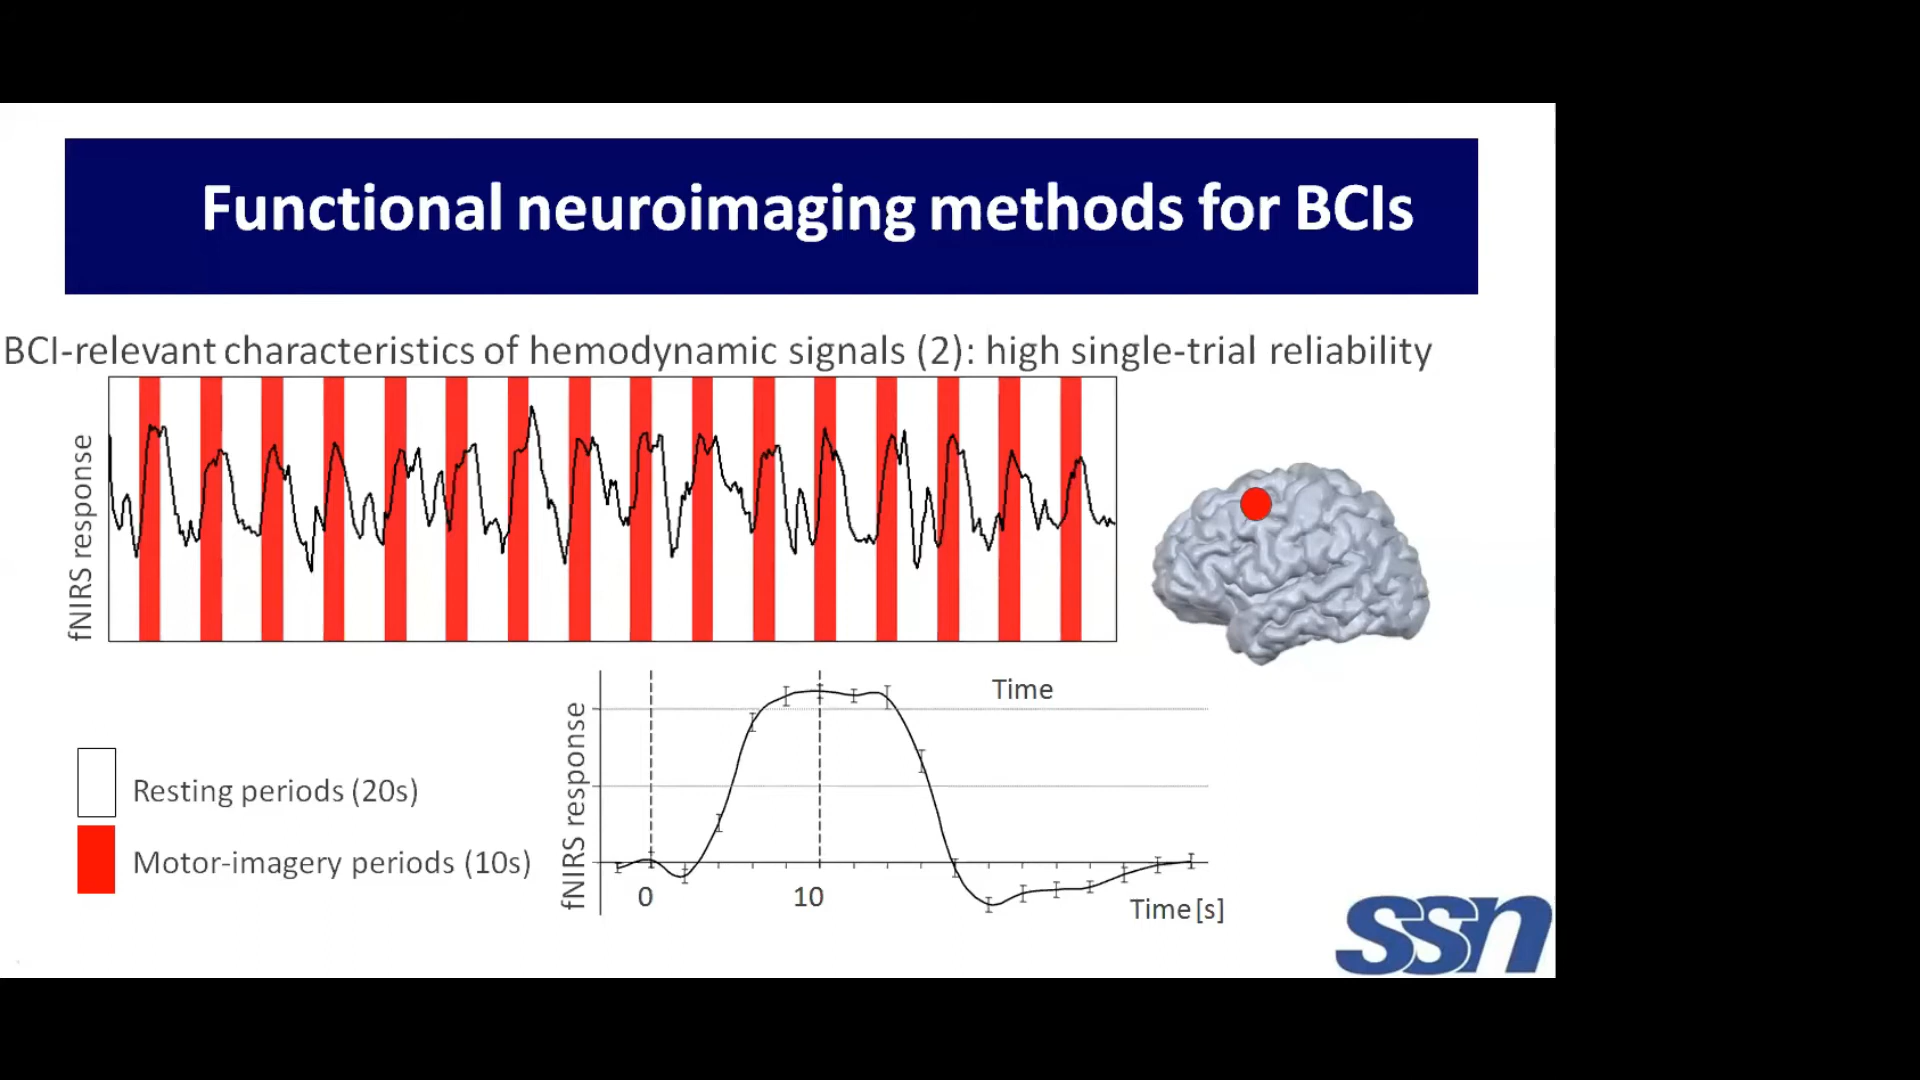 Functional neuroimaging methods for BCIs
BCI-relevant characteristics of hemodynamic signals (2): high single-trial reliability
fNIRS response
Time
fNIRS response
Resting periods (20s)
Motor-imagery periods (10s)
0
10
Time[s]
ssn